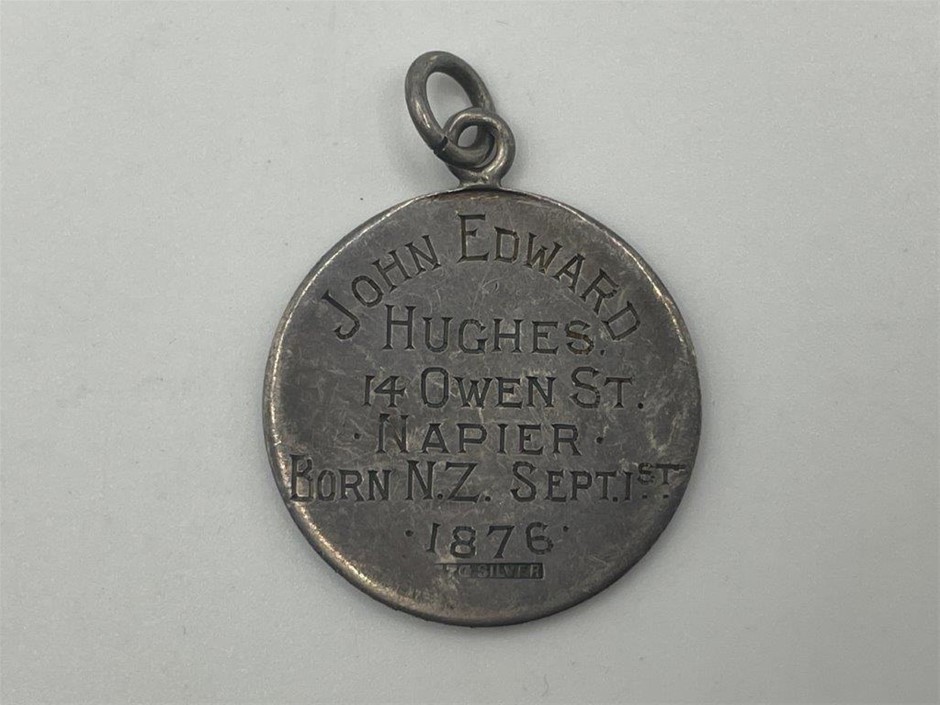 JOHN EDWARD
HUGHES.
14 OWEN ST.
·NAPIER·
BORN N.Z. SEPT. 1ST
·1876·
SILVER